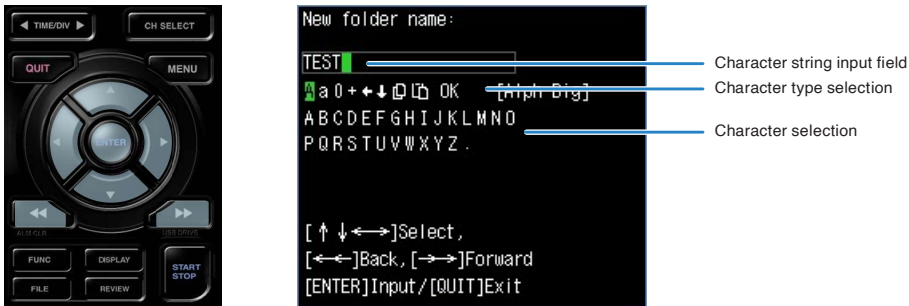 ◀ TIME/DIV ▶
CH SELECT
QUIT
MENU
ENTER
ALM CLR
USB DRIVE
FUNC
DISPLAY
START
STOP
FILE
REVIEW
New folder name:
TEST
A a 0 + ← ↓ OK [Alph Big]
ABCDEFGHIJKLMNO
PQRSTUVWXYZ.
[↑↓←→]Select,
[←←]Back,[→→]Forward
[ENTER]Input/[QUIT]Exit
Character string input field
Character type selection
Character selection